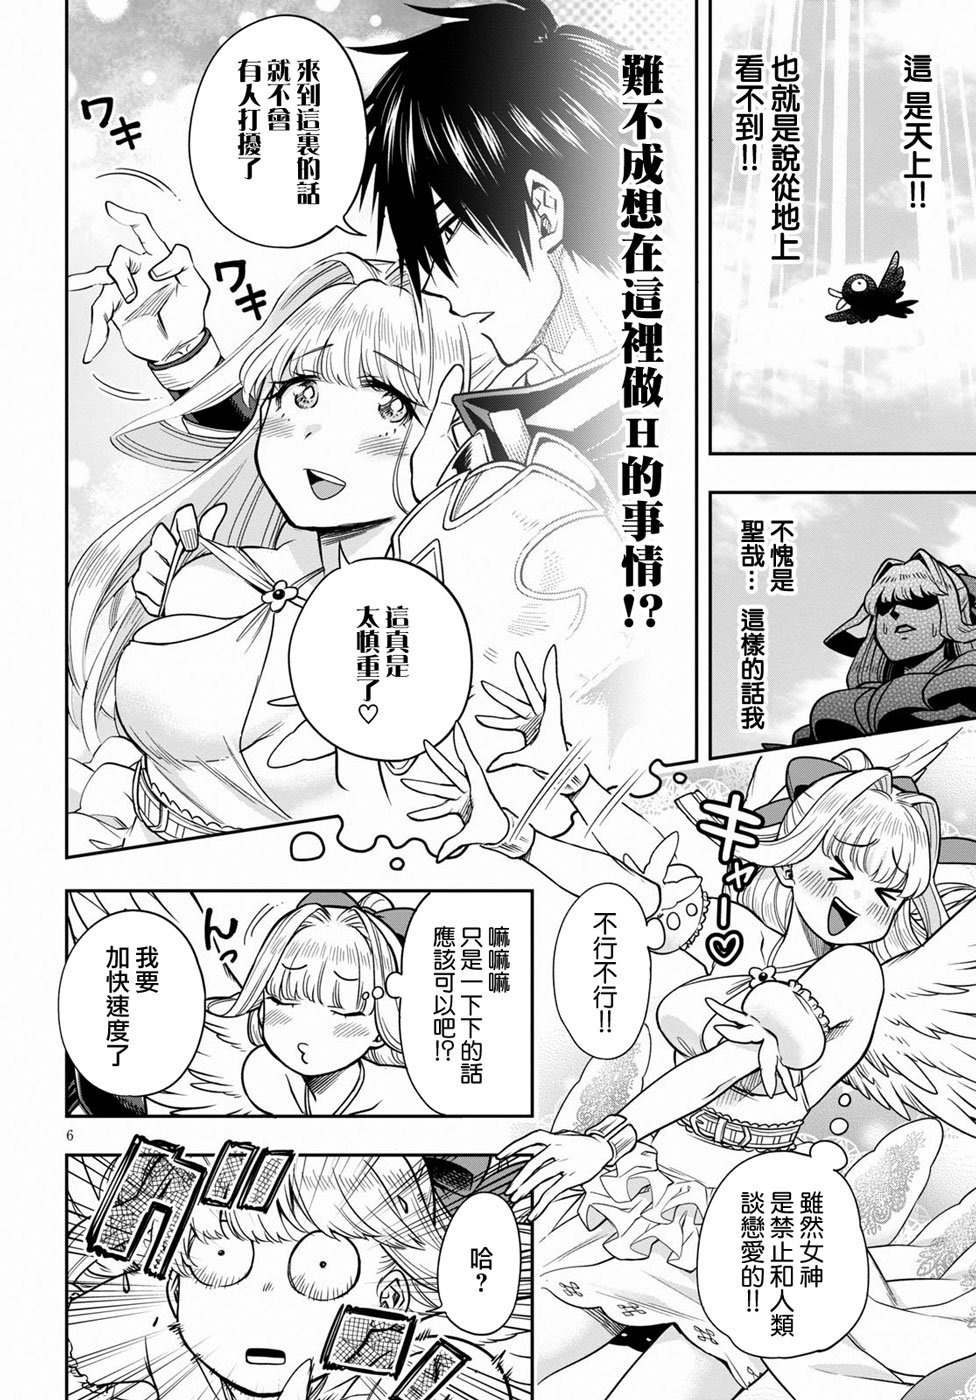 這 是天上!!
也就是說從地上
看不到!!
難不成想在這裡做H的事情!?
來到這裏的話
就不會
有人打擾了
ワキ
ワキ
這真是
太慎重了♡
不愧是
聖哉… 這樣的話我
キャー♡
不行不行!!
雖然女神
是禁止和人類
談戀愛的!!
嘛嘛嘛
只是一下下的話
應該可以吧!?
んーっ
我要
加快速度
了
哈?
6